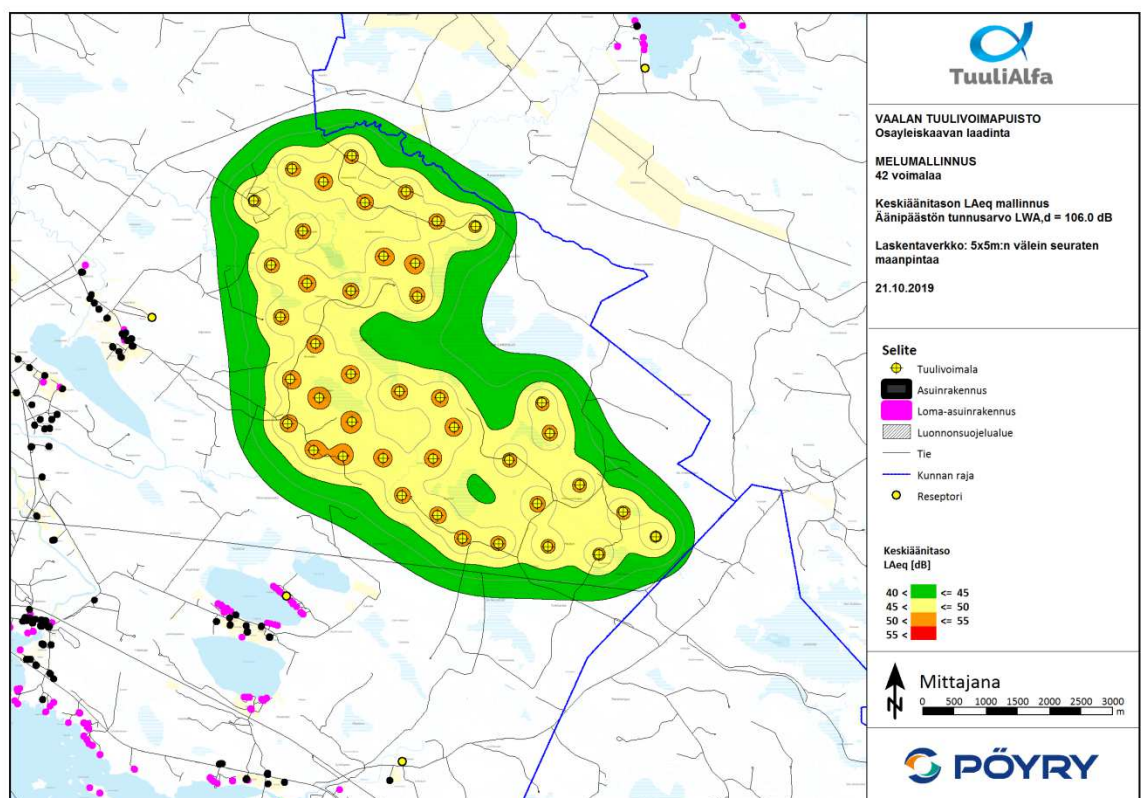 TuuliAlfa
VAALAN TUULIVOIMAPUISTO
Osayleiskaavan laadinta
MELUMALLINNUS
42 voimalaa
Keskiäänitason LAeq mallinnus
Äänipäästön tunnusarvo LWA,d = 106.0 dB
Laskentaverkko: 5x5m:n välein seuraten
maanpintaa
21.10.2019
Selite
Tuulivoimala
Asuinrakennus
Loma-asuinrakennus
Luonnonsuojelualue
Tie
Kunnan raja
Reseptori
Keskiäänitaso
LAeq [dB]
40 < <= 45
45 < <= 50
50 < <= 55
55 <
N
Mittajana
0 500 1000 1500 2000 2500 3000
m
PÖYRY